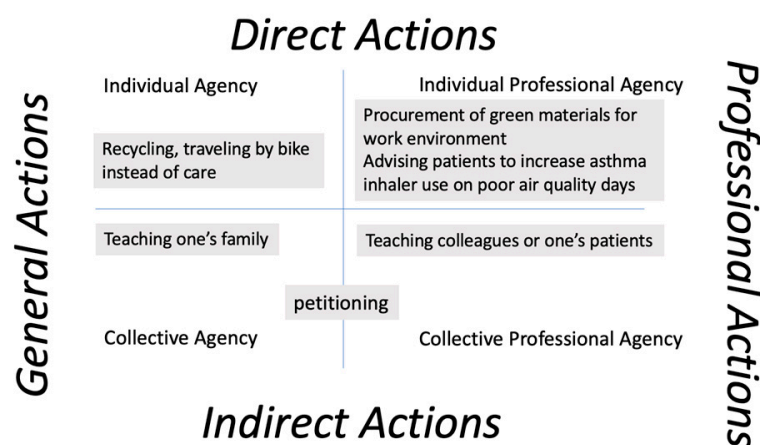 Direct Actions
Individual Agency
Individual Professional Agency
General Actions
Professional Actions
Recycling, traveling by bike
instead of care
Procurement of green materials for
work environment
Advising patients to increase asthma
inhaler use on poor air quality days
Teaching one's family
Teaching colleagues or one's patients
petitioning
Collective Agency
Collective Professional Agency
Indirect Actions